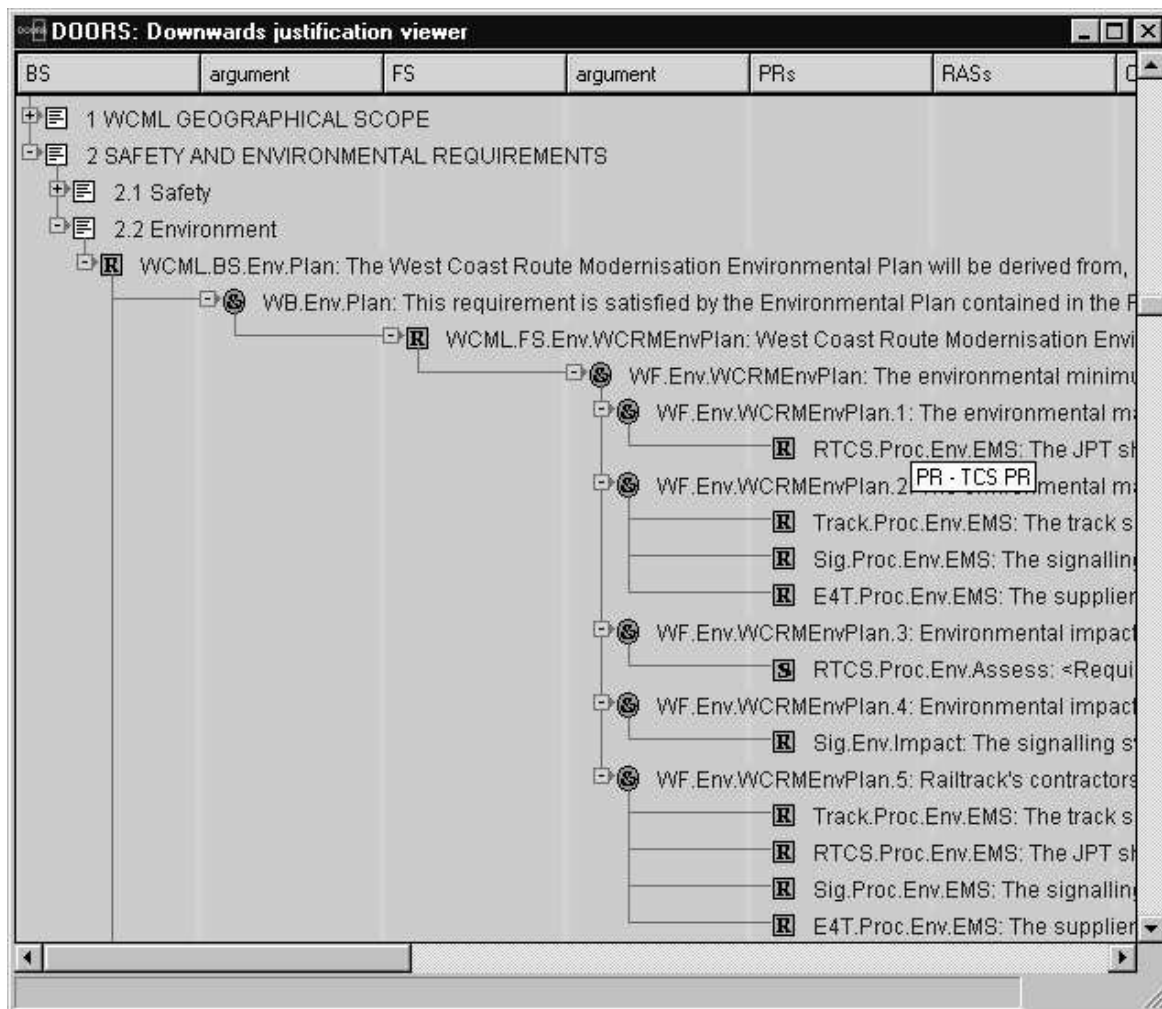 DOORS: Downwards justification viewer
BS argument FS argument PRs RASs
1 WCML GEOGRAPHICAL SCOPE
2 SAFETY AND ENVIRONMENTAL REQUIREMENTS
2.1 Safety
2.2 Environment
R WCML.BS.Env.Plan: The West Coast Route Modernisation Environmental Plan will be derived from,
& WB.Env.Plan: This requirement is satisfied by the Environmental Plan contained in the
R WCML.FS.Env.WCRMEnvPlan: West Coast Route Modernisation Envi
& WF.Env.WCRMEnvPlan: The environmental minimu
& WF.Env.WCRMEnvPlan.1: The environmental ma
R RTCS.Proc.Env.EMS: The JPT sh
PR - TCS PR
& WF.Env.WCRMEnvPlan.2 mental ma
R Track.Proc.Env.EMS: The track s
R Sig.Proc.Env.EMS: The signalling
R E4T.Proc.Env.EMS: The supplier
& WF.Env.WCRMEnvPlan.3: Environmental impact
S RTCS.Proc.Env.Assess: <Requi
& WF.Env.WCRMEnvPlan.4: Environmental impact
R Sig.Env.Impact: The signalling sy
& WF.Env.WCRMEnvPlan.5: Railtrack's contractors
R Track.Proc.Env.EMS: The track s
R RTCS.Proc.Env.EMS: The JPT sh
R Sig.Proc.Env.EMS: The signalling
R E4T.Proc.Env.EMS: The supplier